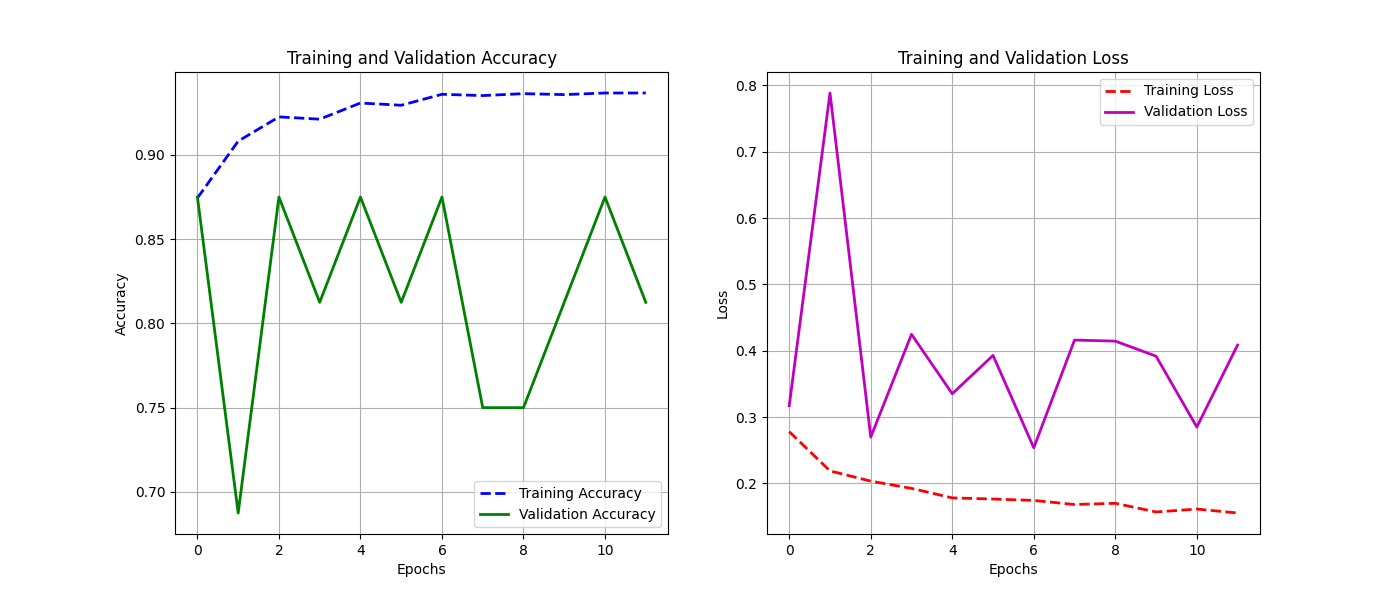 Training and Validation Accuracy
Accuracy
0.90
0.85
0.80
0.75
0.70
0 2 4 6 8 10
Epochs
Training Accuracy
Validation Accuracy
Training and Validation Loss
Loss
0.8
0.7
0.6
0.5
0.4
0.3
0.2
0 2 4 6 8 10
Epochs
Training Loss
Validation Loss